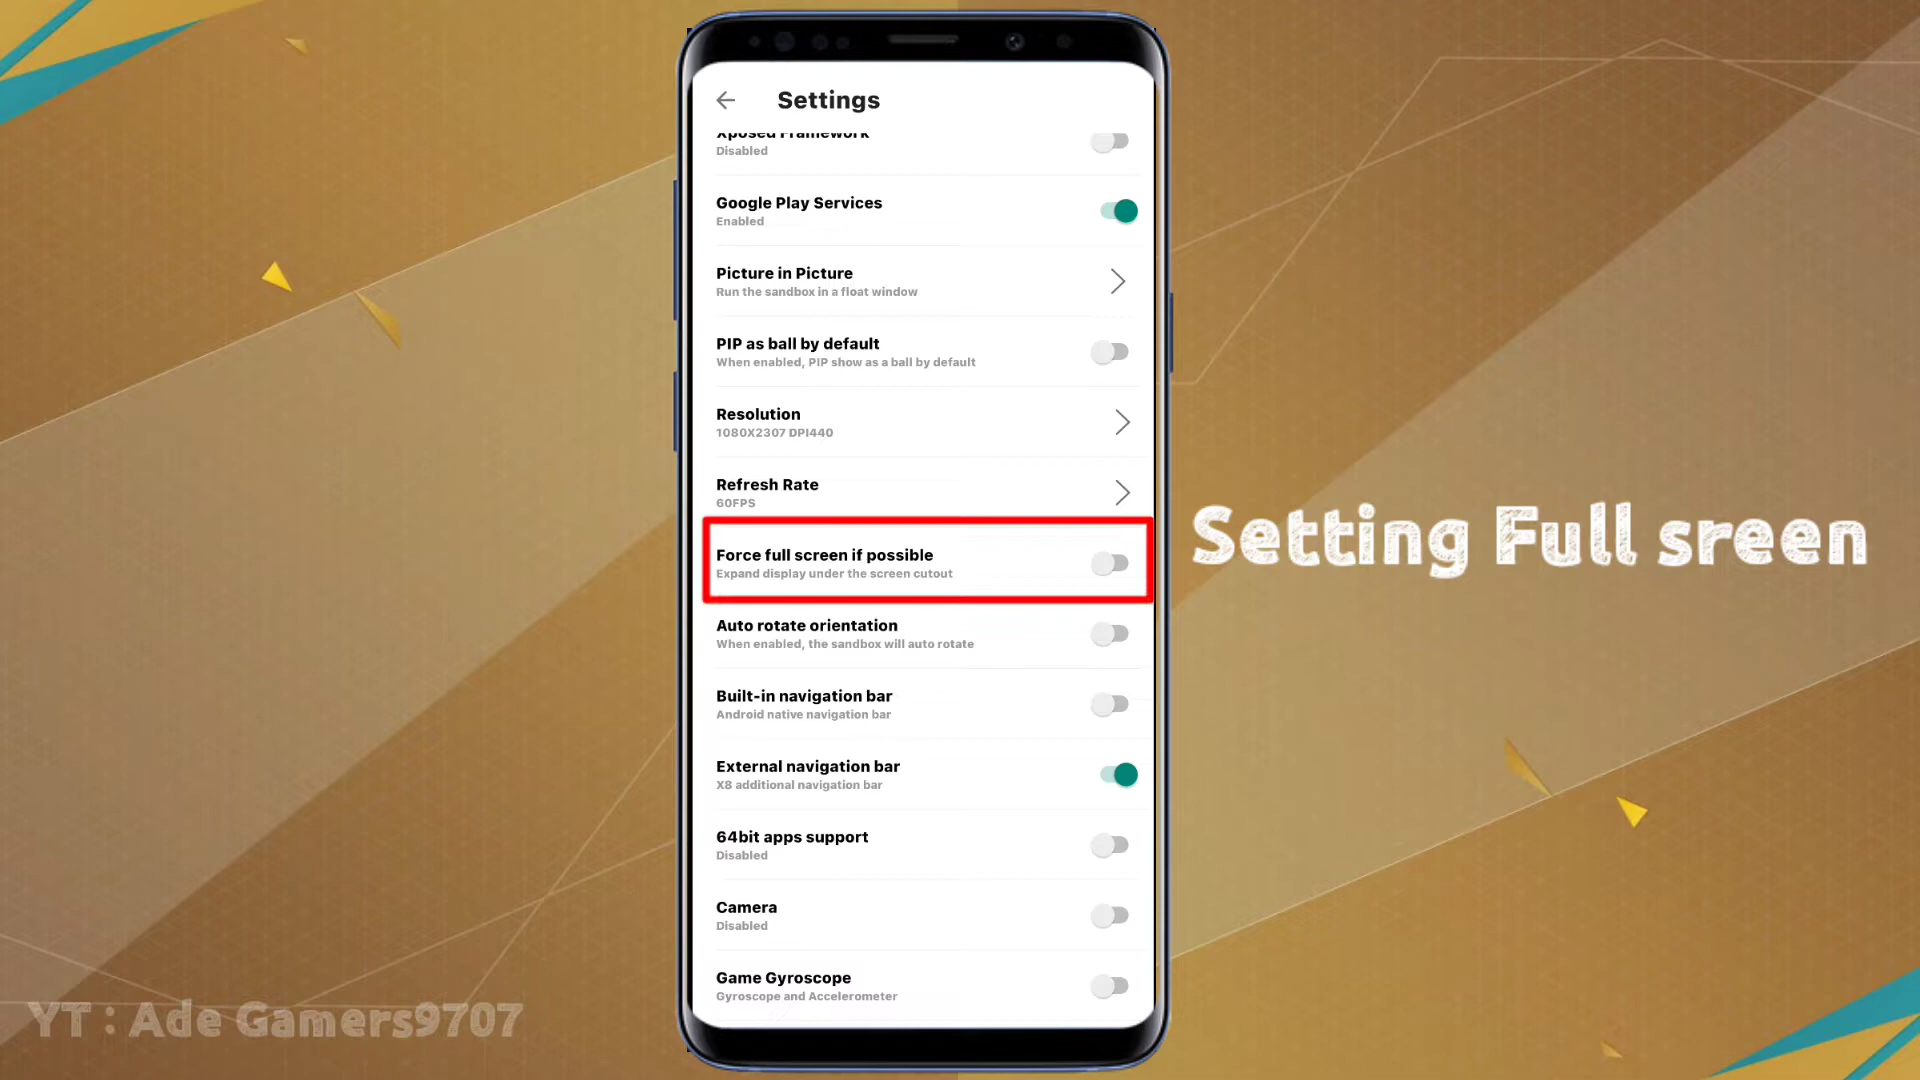 Settings
Xposed Framework
Disabled
Google Play Services
Enabled
Picture in Picture
Run the sandbox in a float window
PIP as ball by default
When enabled, PIP show as a ball by default
Resolution
1080X2307 DPI440
Refresh Rate
60FPS
Force full screen if possible
Expand display under the screen cutout
Auto rotate orientation
When enabled, the sandbox will auto rotate
Built-in navigation bar
Android native navigation bar
External navigation bar
X8 additional navigation bar
64bit apps support
Disabled
Camera
Disabled
Game Gyroscope
Gyroscope and Accelerometer
Setting Full sreen
YT : Ade Gamers9707